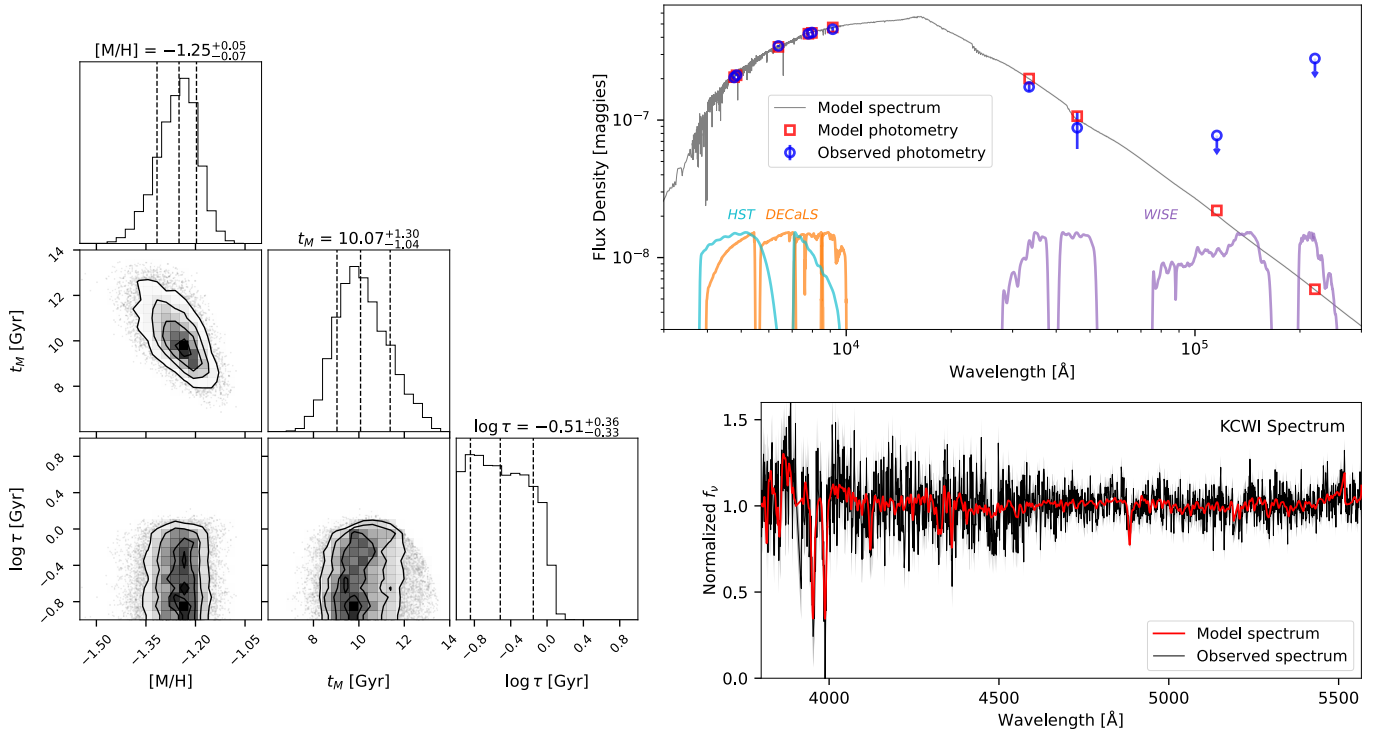 [M/H] = −1.25 +0.05 −0.07
t_M = 10.07 +1.30 −1.04
log τ = −0.51 +0.36 −0.33
14
12
10
8
t_M [Gyr]
0.8
0.4
0.0
−0.4
−0.8
log τ [Gyr]
−1.50 −1.35 −1.20 −1.05
[M/H]
8 10 12 14
t_M [Gyr]
−0.8 −0.4 0.0 0.4 0.8
log τ [Gyr]
Flux Density [maggies]
10^−7
10^−8
Model spectrum
Model photometry
Observed photometry
HST DECaLS WISE
10^4 10^5
Wavelength [Å]
KCWI Spectrum
Normalized f_ν
1.5
1.0
0.5
0.0
Model spectrum
Observed spectrum
4000 4500 5000 5500
Wavelength [Å]